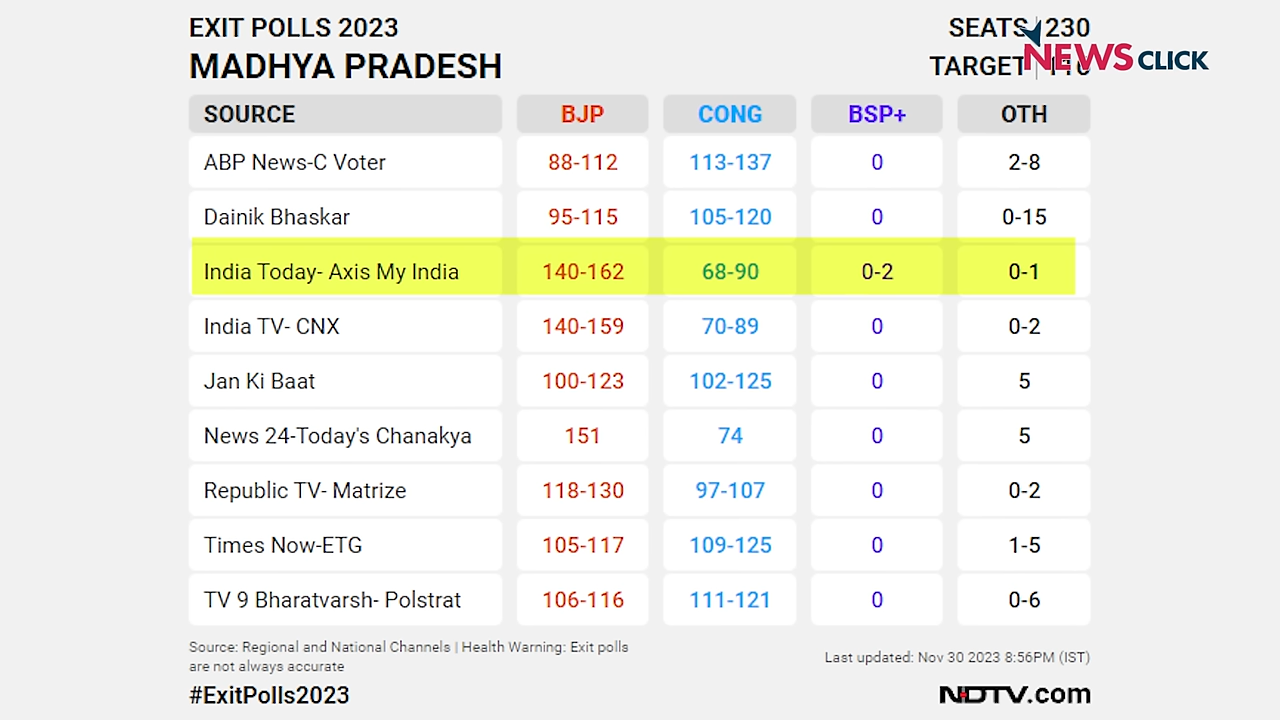 EXIT POLLS 2023 SEATS 230
MADHYA PRADESH TARGET
NEWSCLICK
SOURCE BJP CONG BSP+ OTH
ABP News-C Voter 88-112 113-137 0 2-8
Dainik Bhaskar 95-115 105-120 0 0-15
India Today- Axis My India 140-162 68-90 0-2 0-1
India TV- CNX 140-159 70-89 0 0-2
Jan Ki Baat 100-123 102-125 0 5
News 24-Today's Chanakya 151 74 0 5
Republic TV- Matrize 118-130 97-107 0 0-2
Times Now-ETG 105-117 109-125 0 1-5
TV 9 Bharatvarsh- Polstrat 106-116 111-121 0 0-6
Source: Regional and National Channels | Health Warning: Exit polls
are not always accurate
Last updated: Nov 30 2023 8:56PM (IST)
#ExitPolls2023 NDTV.com